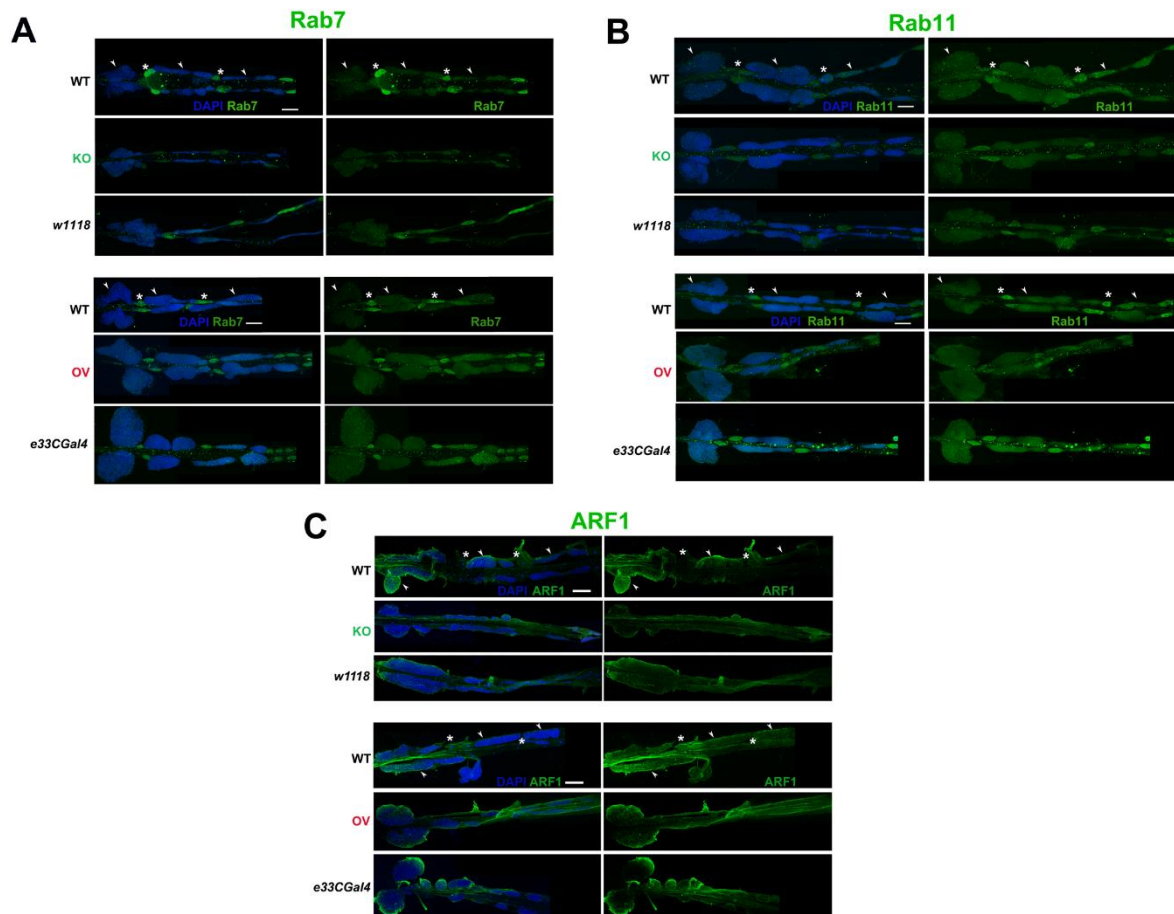 Rab7
A
WT
DAPI Rab7
Rab7
KO
w1118
WT
DAPI Rab7
Rab7
OV
e33CGal4
Rab11
B
WT
DAPI Rab11
Rab11
KO
w1118
WT
DAPI Rab11
Rab11
OV
e33CGal4
ARF1
C
WT
DAPI ARF1
ARF1
KO
w1118
WT
DAPI ARF1
ARF1
OV
e33CGal4